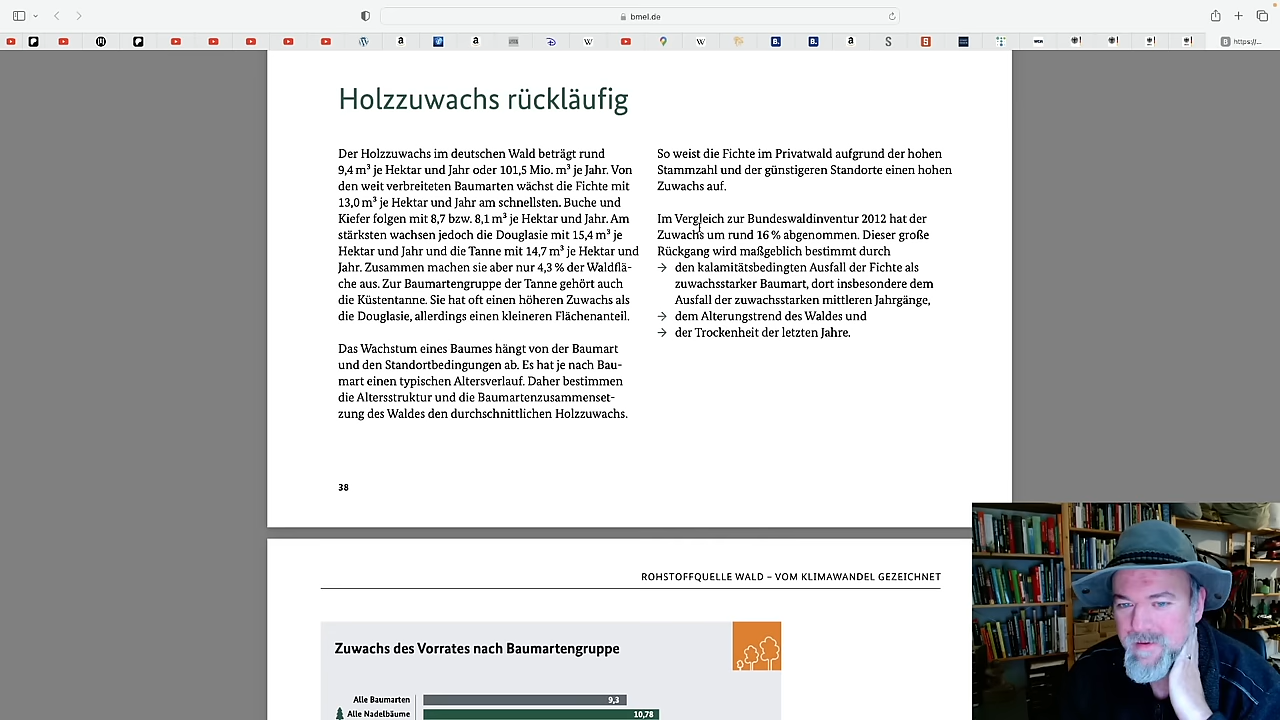 bmel.de
https://...
Holzzuwachs rückläufig
Der Holzzuwachs im deutschen Wald beträgt rund
9,4 m³ je Hektar und Jahr oder 101,5 Mio. m³ je Jahr. Von
den weit verbreiteten Baumarten wächst die Fichte mit
13,0 m³ je Hektar und Jahr am schnellsten. Buche und
Kiefer folgen mit 8,7 bzw. 8,1 m³ je Hektar und Jahr. Am
stärksten wachsen jedoch die Douglasie mit 15,4 m³ je
Hektar und Jahr und die Tanne mit 14,7 m³ je Hektar und
Jahr. Zusammen machen sie aber nur 4,3 % der Waldflä-
che aus. Zur Baumartengruppe der Tanne gehört auch
die Küstentanne. Sie hat oft einen höheren Zuwachs als
die Douglasie, allerdings einen kleineren Flächenanteil.
Das Wachstum eines Baumes hängt von der Baumart
und den Standortbedingungen ab. Es hat je nach Bau-
mart einen typischen Altersverlauf. Daher bestimmen
die Altersstruktur und die Baumartenzusammenset-
zung des Waldes den durchschnittlichen Holzzuwachs.
So weist die Fichte im Privatwald aufgrund der hohen
Stammzahl und der günstigeren Standorte einen hohen
Zuwachs auf.
Im Vergleich zur Bundeswaldinventur 2012 hat der
Zuwachs um rund 16 % abgenommen. Dieser große
Rückgang wird maßgeblich bestimmt durch
→ den kalamitätsbedingten Ausfall der Fichte als
zuwachsstarker Baumart, dort insbesondere dem
Ausfall der zuwachsstarken mittleren Jahrgänge,
→ dem Alterungstrend des Waldes und
→ der Trockenheit der letzten Jahre.
38
ROHSTOFFQUELLE WALD – VOM KLIMAWANDEL GEZEICHNET
Zuwachs des Vorrates nach Baumartengruppe
Alle Baumarten 9,3
Alle Nadelbäume 10,78